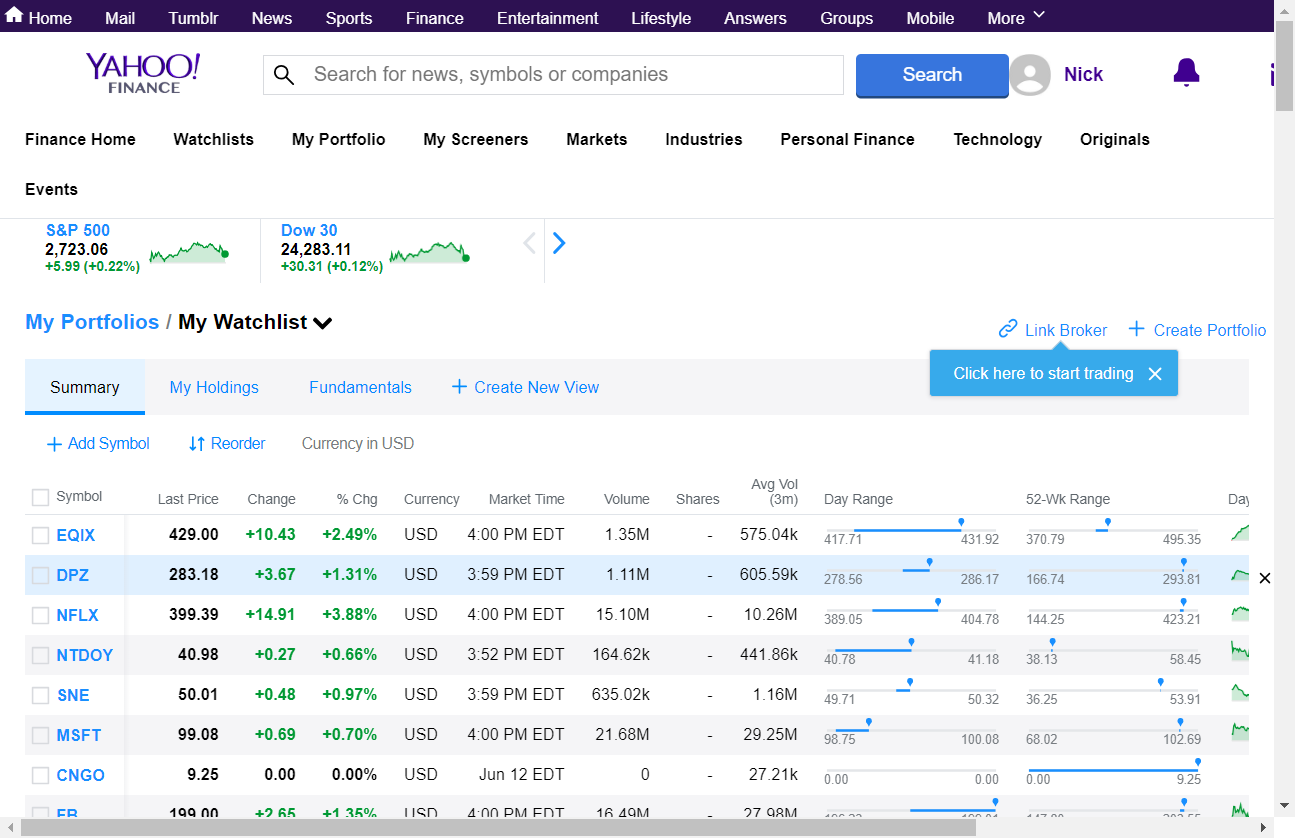 Home Mail Tumblr News Sports Finance Entertainment Lifestyle Answers Groups Mobile More
YAHOO!
FINANCE
Search for news, symbols or companies
Search
Nick
Finance Home Watchlists My Portfolio My Screeners Markets Industries Personal Finance Technology Originals
Events
S&P 500
2,723.06
+5.99 (+0.22%)
Dow 30
24,283.11
+30.31 (+0.12%)
My Portfolios / My Watchlist
Link Broker Create Portfolio
Click here to start trading
Summary My Holdings Fundamentals Create New View
Add Symbol Reorder Currency in USD
Symbol Last Price Change % Chg Currency Market Time Volume Shares Avg Vol (3m) Day Range 52-Wk Range Day
EQIX 429.00 +10.43 +2.49% USD 4:00 PM EDT 1.35M - 575.04k 417.71 431.92 370.79 495.35
DPZ 283.18 +3.67 +1.31% USD 3:59 PM EDT 1.11M - 605.59k 278.56 286.17 166.74 293.81
NFLX 399.39 +14.91 +3.88% USD 4:00 PM EDT 15.10M - 10.26M 389.05 404.78 144.25 423.21
NTDOY 40.98 +0.27 +0.66% USD 3:52 PM EDT 164.62k - 441.86k 40.78 41.18 38.13 58.45
SNE 50.01 +0.48 +0.97% USD 3:59 PM EDT 635.02k - 1.16M 49.71 50.32 36.25 53.91
MSFT 99.08 +0.69 +0.70% USD 4:00 PM EDT 21.68M - 29.25M 98.75 100.08 68.02 102.69
CNGO 9.25 0.00 0.00% USD Jun 12 EDT 0 - 27.21k 0.00 0.00 0.00 9.25
FB 199.00 +2.65 +1.35% USD 4:00 PM EDT 16.49M - 27.98M